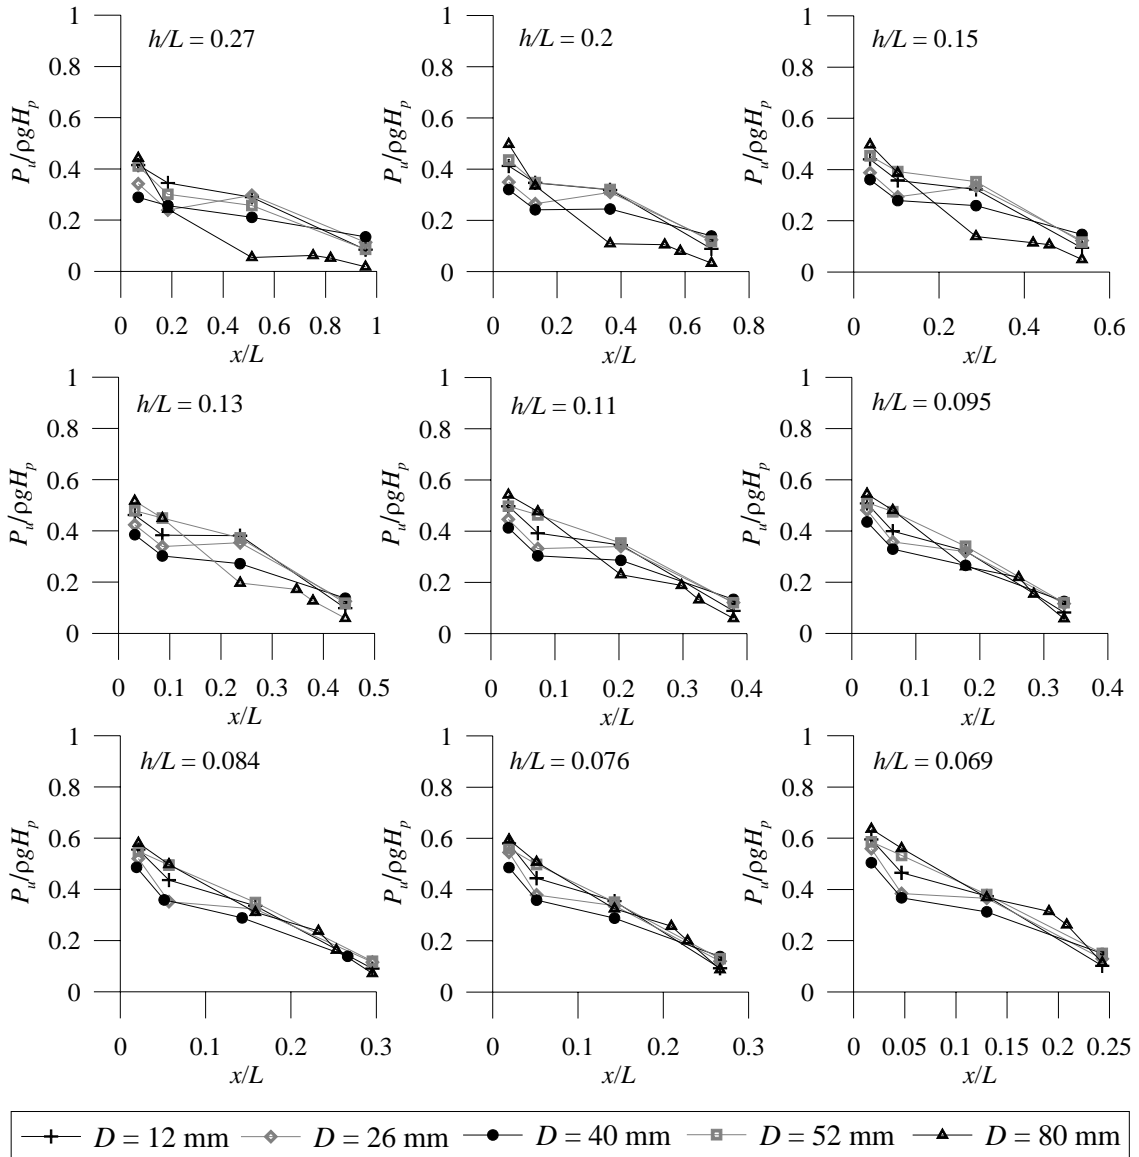 h/L = 0.27
1
0.8
0.6
0.4
0.2
0
P_u/ρgH_p
0 0.2 0.4 0.6 0.8 1
x/L
h/L = 0.2
1
0.8
0.6
0.4
0.2
0
P_u/ρgH_p
0 0.2 0.4 0.6 0.8
x/L
h/L = 0.15
1
0.8
0.6
0.4
0.2
0
P_u/ρgH_p
0 0.2 0.4 0.6
x/L
h/L = 0.13
1
0.8
0.6
0.4
0.2
0
P_u/ρgH_p
0 0.1 0.2 0.3 0.4 0.5
x/L
h/L = 0.11
1
0.8
0.6
0.4
0.2
0
P_u/ρgH_p
0 0.1 0.2 0.3 0.4
x/L
h/L = 0.095
1
0.8
0.6
0.4
0.2
0
P_u/ρgH_p
0 0.1 0.2 0.3 0.4
x/L
h/L = 0.084
1
0.8
0.6
0.4
0.2
0
P_u/ρgH_p
0 0.1 0.2 0.3
x/L
h/L = 0.076
1
0.8
0.6
0.4
0.2
0
P_u/ρgH_p
0 0.1 0.2 0.3
x/L
h/L = 0.069
1
0.8
0.6
0.4
0.2
0
P_u/ρgH_p
0 0.05 0.1 0.15 0.2 0.25
x/L
D = 12 mm D = 26 mm D = 40 mm D = 52 mm D = 80 mm